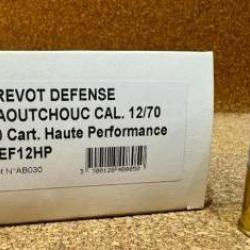 REVOT DEFENSE
AOUTCHOUC CAL. 12/70
0 Cart. Haute Performance
EF12HP
t N°AB030